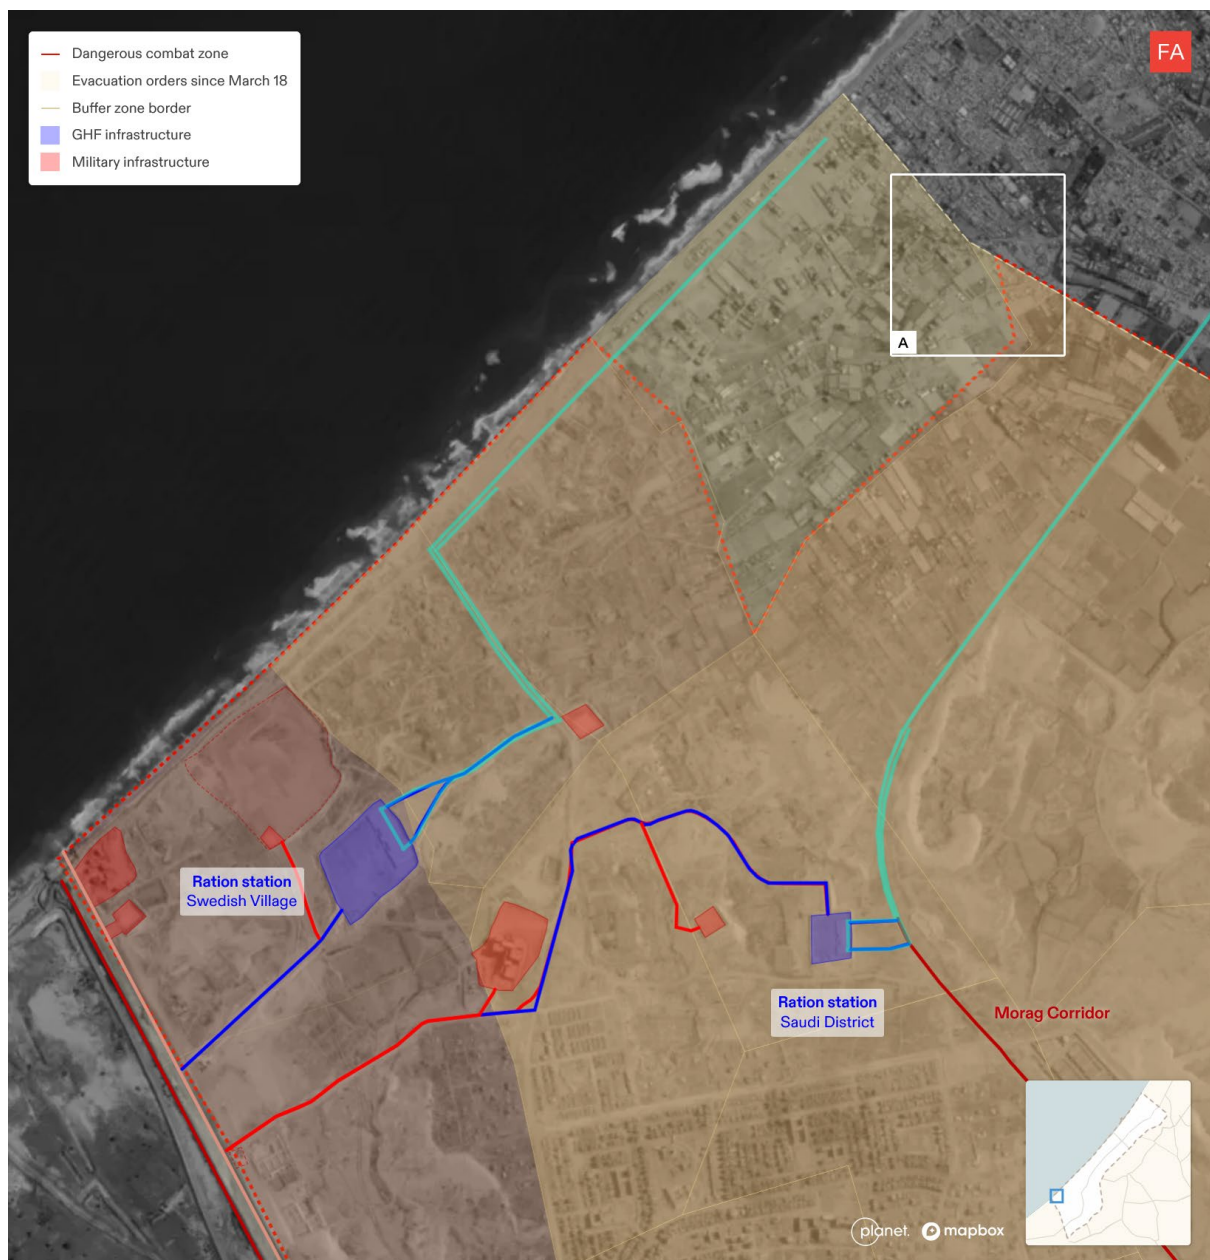 Dangerous combat zone
Evacuation orders since March 18
Buffer zone border
GHF infrastructure
Military infrastructure
FA
A
Ration station
Swedish Village
Ration station
Saudi District
Morag Corridor
planet.
mapbox